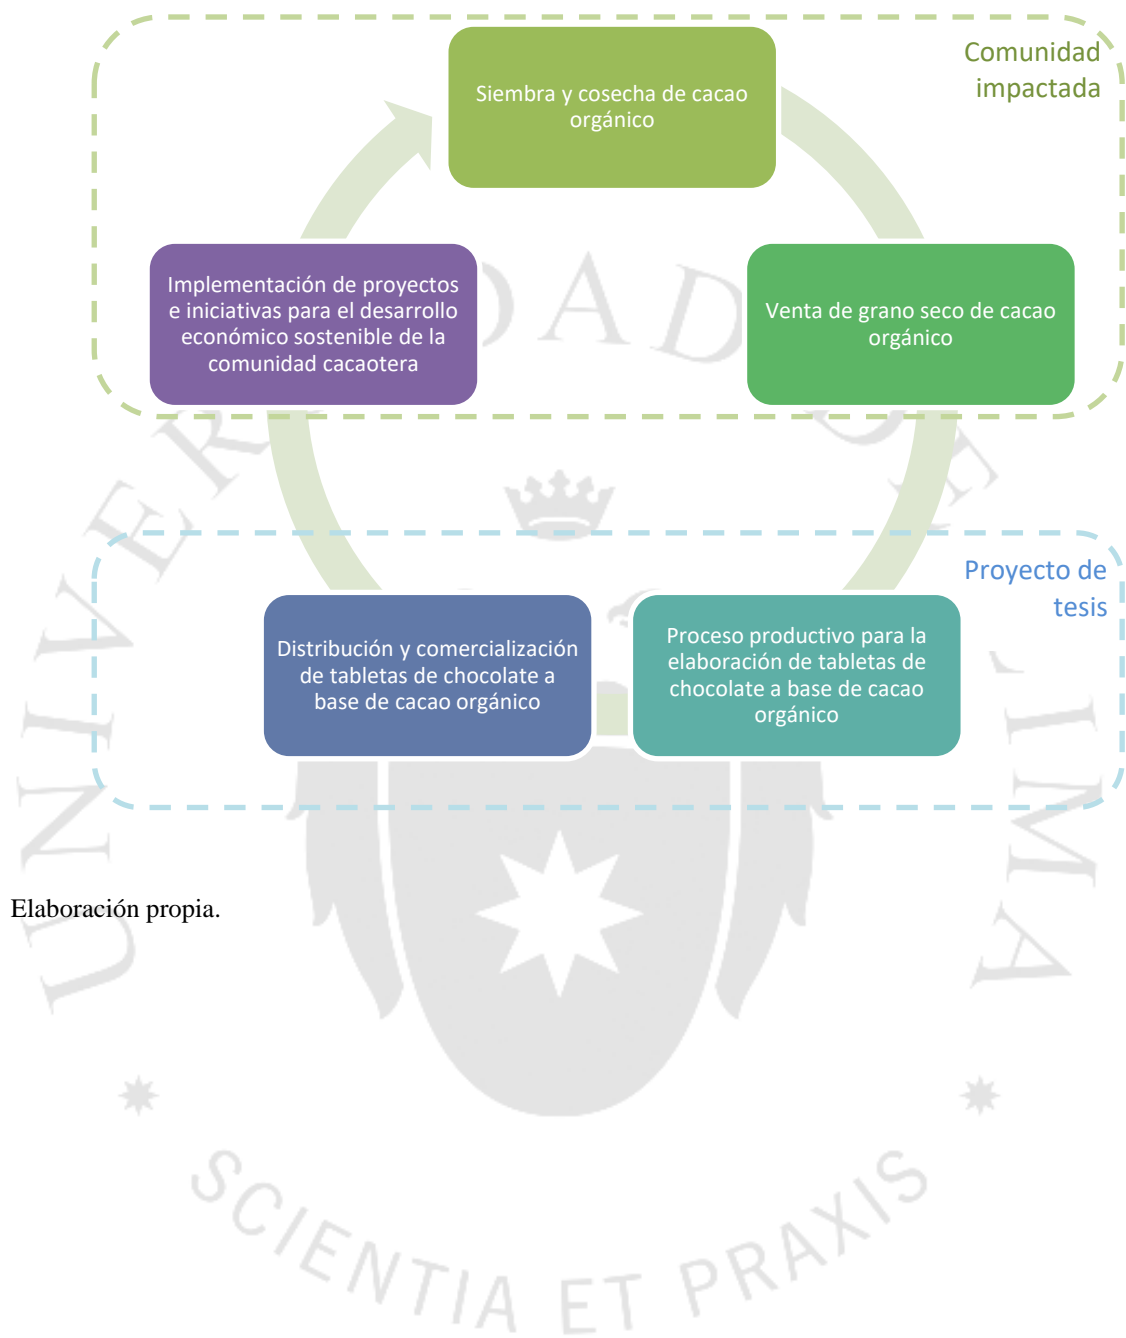 Comunidad
impactada
Siembra y cosecha de cacao
orgánico
Implementación de proyectos
e iniciativas para el desarrollo
económico sostenible de la
comunidad cacaotera
Venta de grano seco de cacao
orgánico
Proyecto de
tesis
Distribución y comercialización
de tabletas de chocolate a
base de cacao orgánico
Proceso productivo para la
elaboración de tabletas de
chocolate a base de cacao
orgánico
Elaboración propia.
SCIENTIA ET PRAXIS